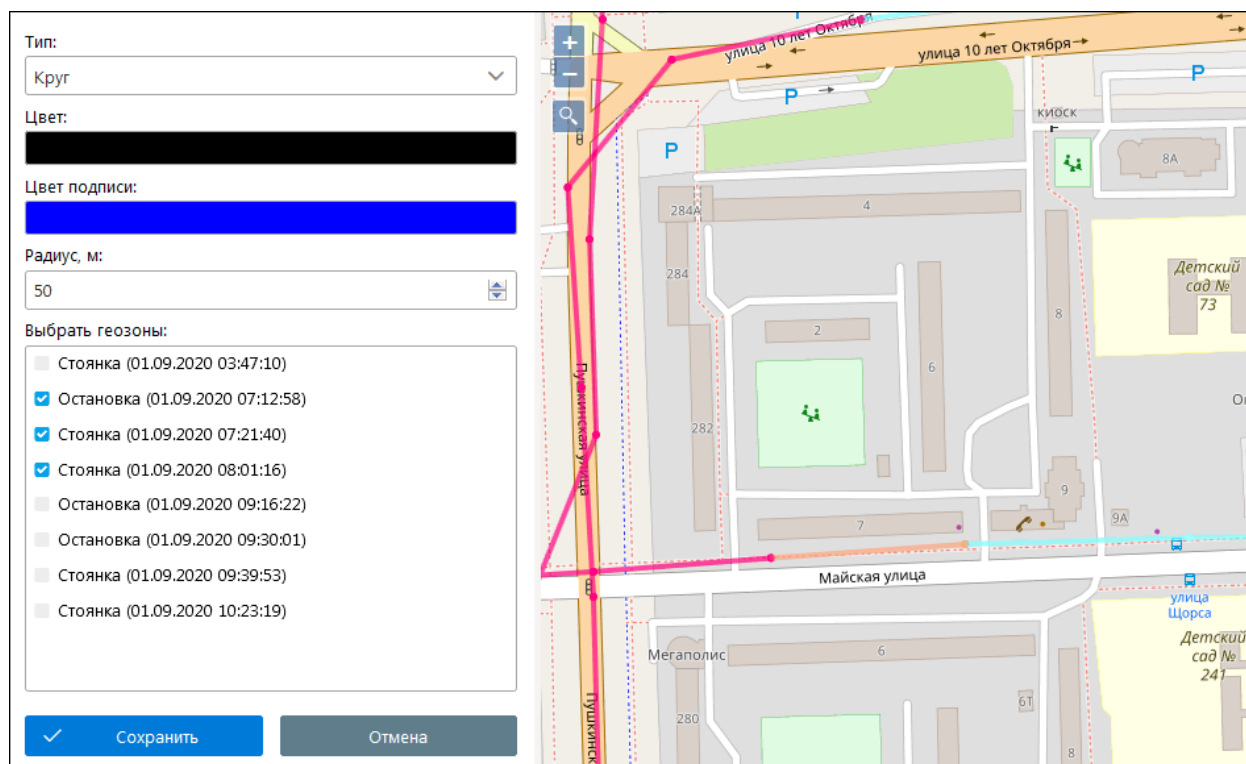 Тип:
Круг
Цвет:
Цвет подписи:
Радиус, м:
50
Выбрать геозоны:
Стоянка (01.09.2020 03:47:10)
Остановка (01.09.2020 07:12:58)
Стоянка (01.09.2020 07:21:40)
Стоянка (01.09.2020 08:01:16)
Остановка (01.09.2020 09:16:22)
Остановка (01.09.2020 09:30:01)
Стоянка (01.09.2020 09:39:53)
Стоянка (01.09.2020 10:23:19)
Сохранить
Отмена
+
−
улица 10 лет Октября
улица 10 лет Октября
P
P
P
киоск
8А
284А
4
284
Детский
сад №
73
2
8
6
Пушкинская улица
282
9
7
9А
Майская улица
улица
Щорса
Мегаполис
6
Детский
сад №
241
6Т
280
8
Пушкинск